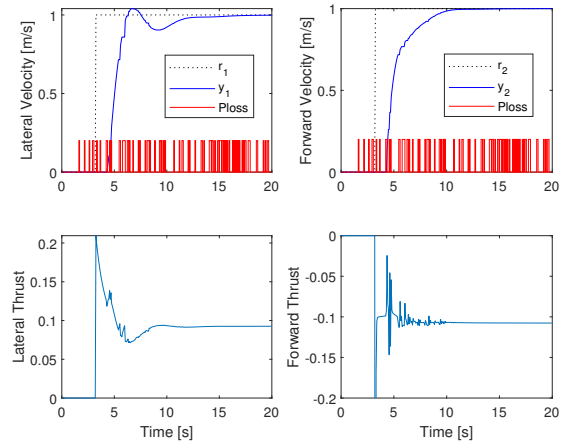 Lateral Velocity [m/s]
1
0.5
0
r1
y1
Ploss
0 5 10 15 20
Forward Velocity [m/s]
1
0.5
0
r2
y2
Ploss
0 5 10 15 20
Lateral Thrust
0.2
0.15
0.1
0.05
0
0 5 10 15 20
Time [s]
Forward Thrust
0
-0.05
-0.1
-0.15
-0.2
0 5 10 15 20
Time [s]